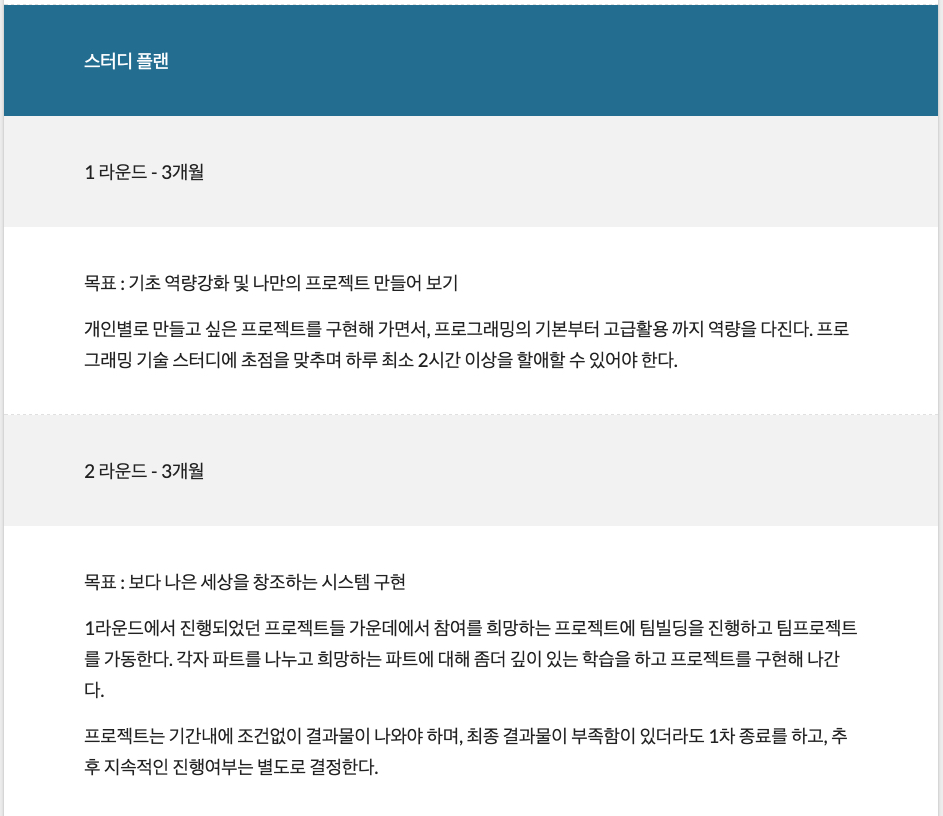 스터디 플랜
1 라운드 - 3개월
목표 : 기초 역량강화 및 나만의 프로젝트 만들어 보기
개인별로 만들고 싶은 프로젝트를 구현해 가면서, 프로그래밍의 기본부터 고급활용 까지 역량을 다진다. 프로
그래밍 기술 스터디에 초점을 맞추며 하루 최소 2시간 이상을 할애할 수 있어야 한다.
2 라운드 - 3개월
목표 : 보다 나은 세상을 창조하는 시스템 구현
1라운드에서 진행되었던 프로젝트들 가운데에서 참여를 희망하는 프로젝트에 팀빌딩을 진행하고 팀프로젝트
를 가동한다. 각자 파트를 나누고 희망하는 파트에 대해 좀더 깊이 있는 학습을 하고 프로젝트를 구현해 나간
다.
프로젝트는 기간내에 조건없이 결과물이 나와야 하며, 최종 결과물이 부족함이 있더라도 1차 종료를 하고, 추
후 지속적인 진행여부는 별도로 결정한다.